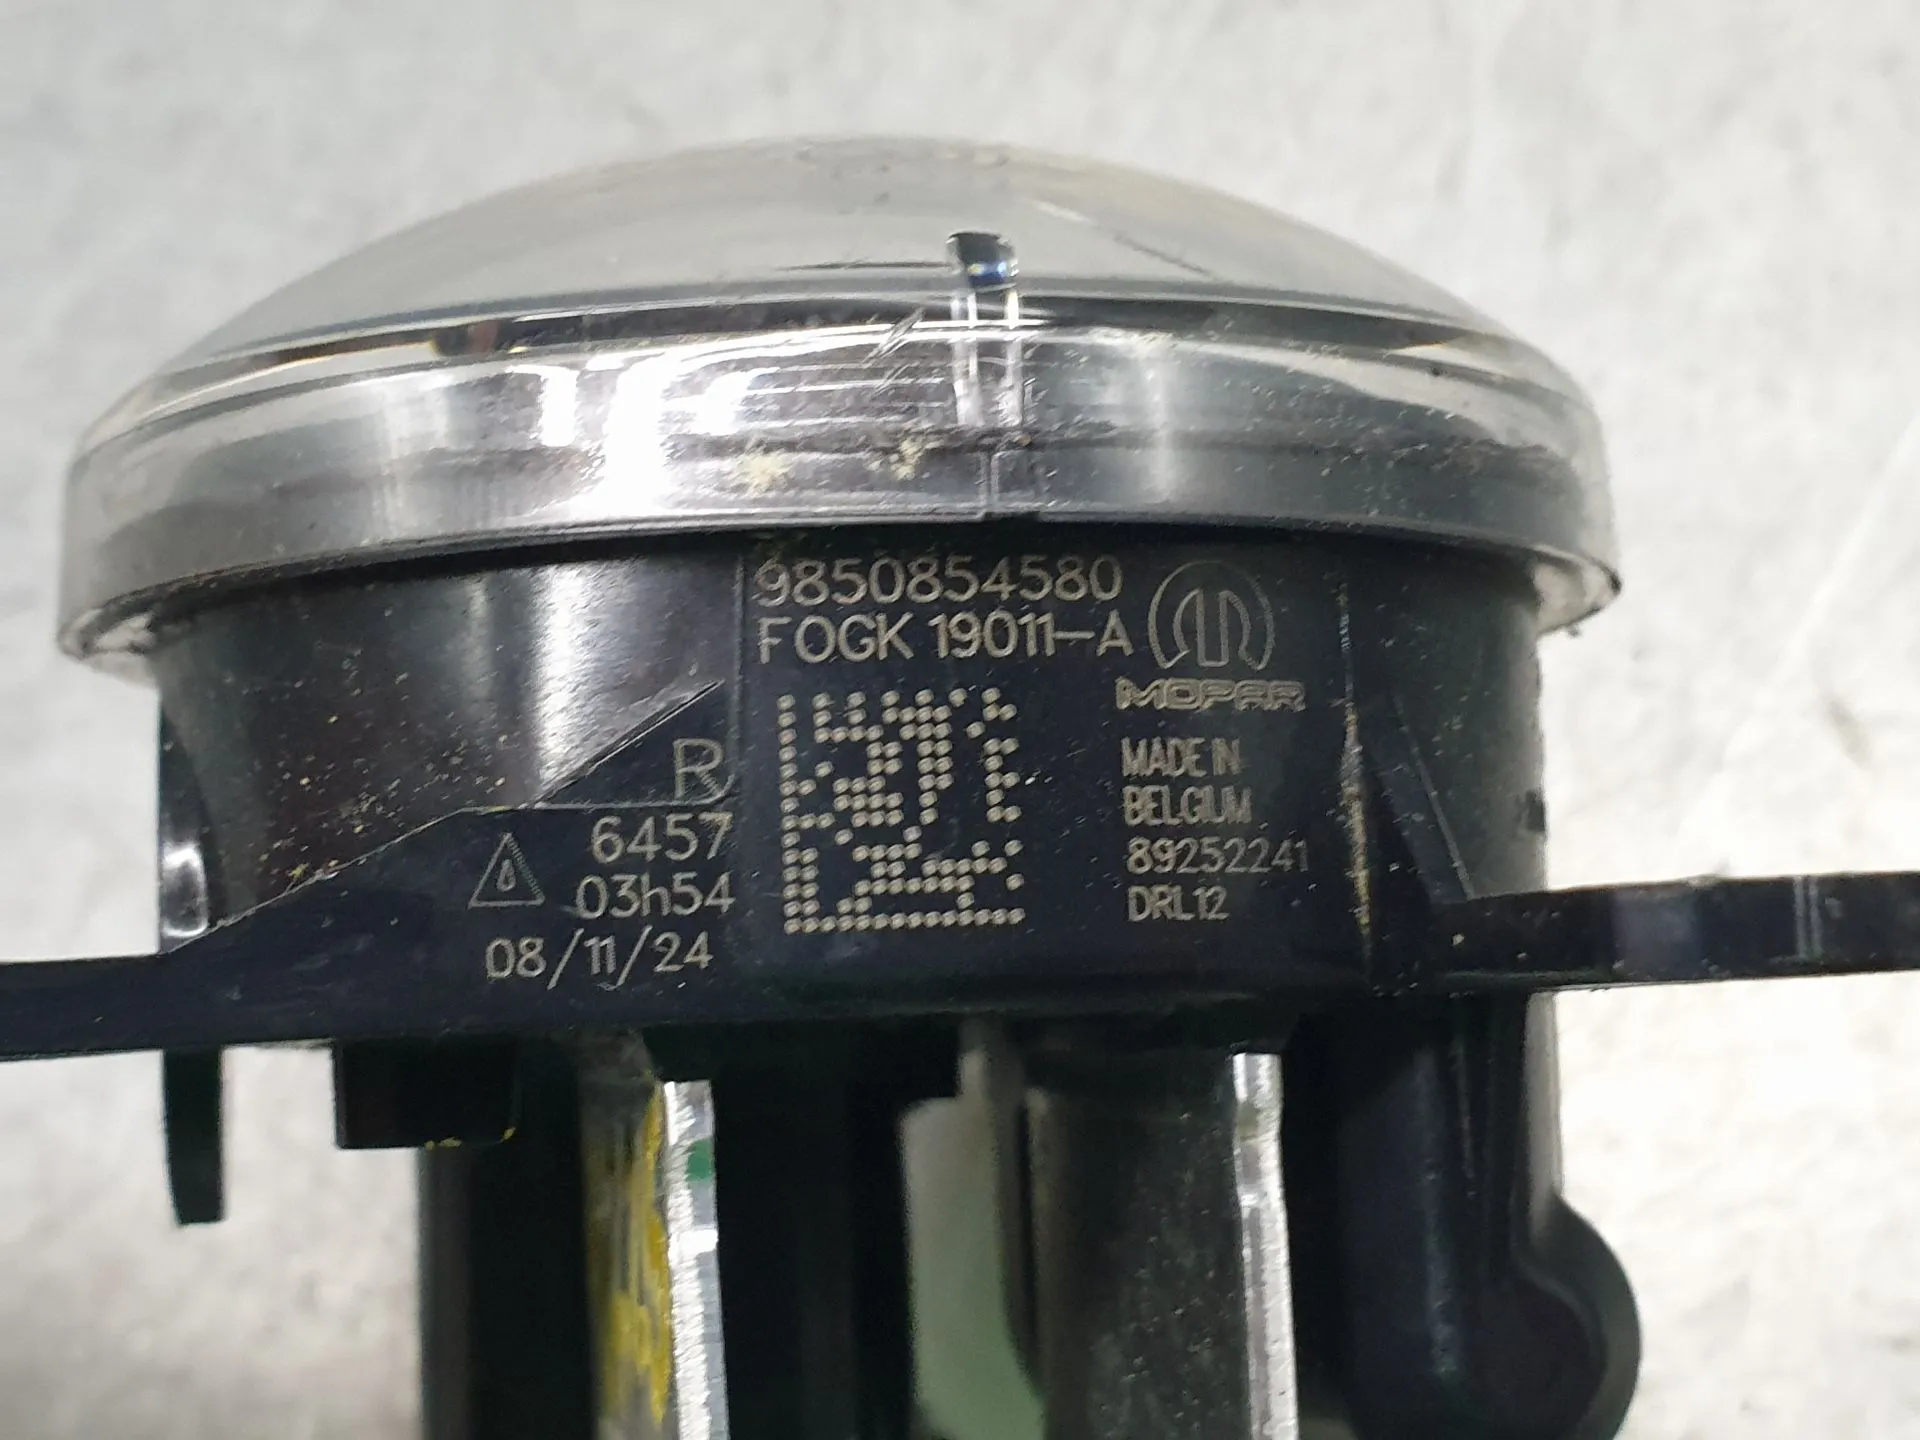 9850854580
FOGK 19011-A
MOPAR
R
6457
03h54
08/11/24
MADE IN
BELGIUM
89252241
DRL12